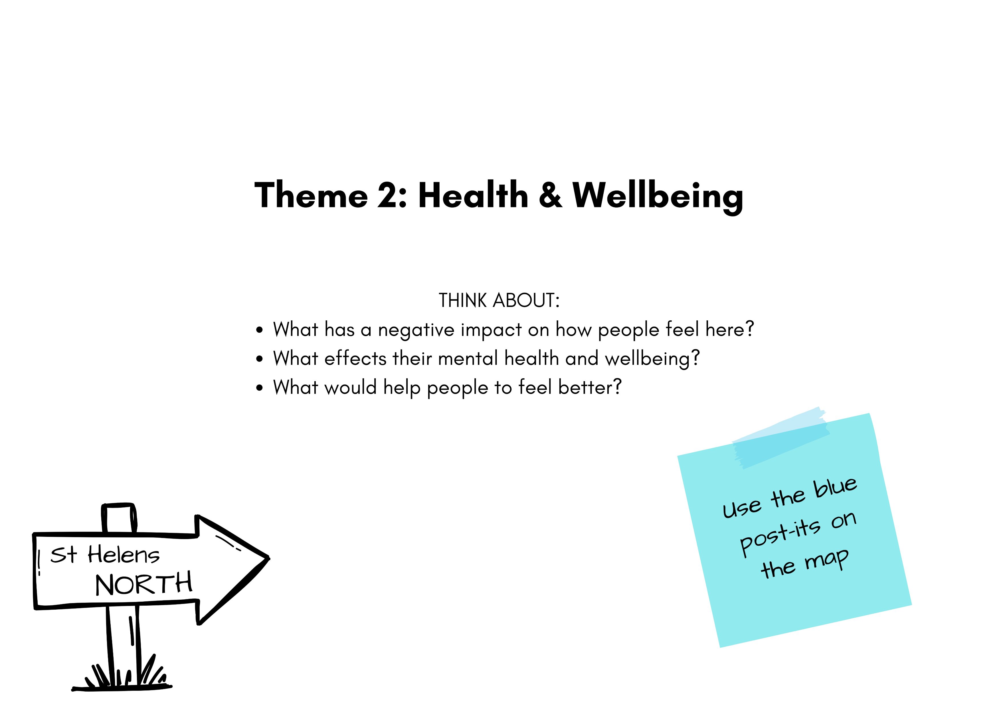 Theme 2: Health & Wellbeing
THINK ABOUT:
• What has a negative impact on how people feel here?
• What effects their mental health and wellbeing?
• What would help people to feel better?
Use the blue
post-its on
the map
St Helens
NORTH